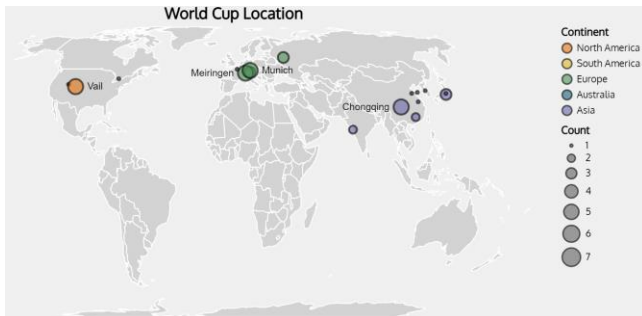 World Cup Location
Continent
North America
South America
Europe
Australia
Asia
Count
1
2
3
4
5
6
7
Vail
Meiringen
Munich
Chongqing